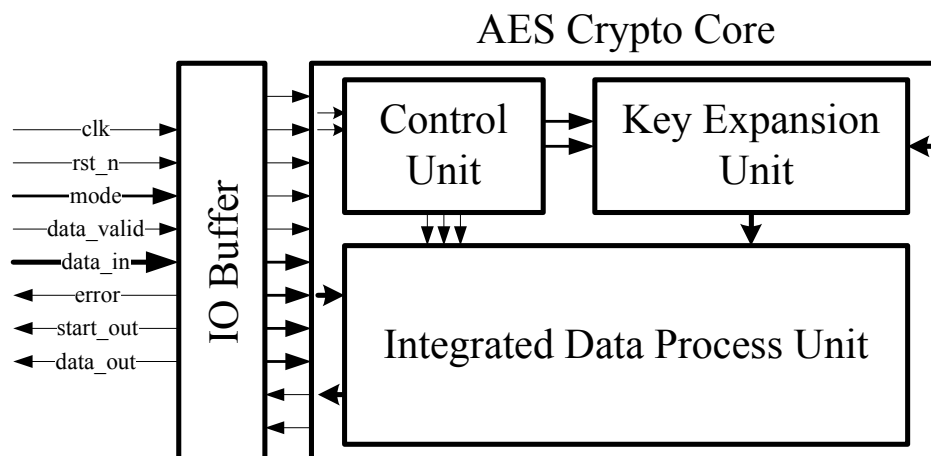 AES Crypto Core
clk
rst_n
mode
data_valid
data_in
error
start_out
data_out
IO Buffer
Control
Unit
Key Expansion
Unit
Integrated Data Process Unit